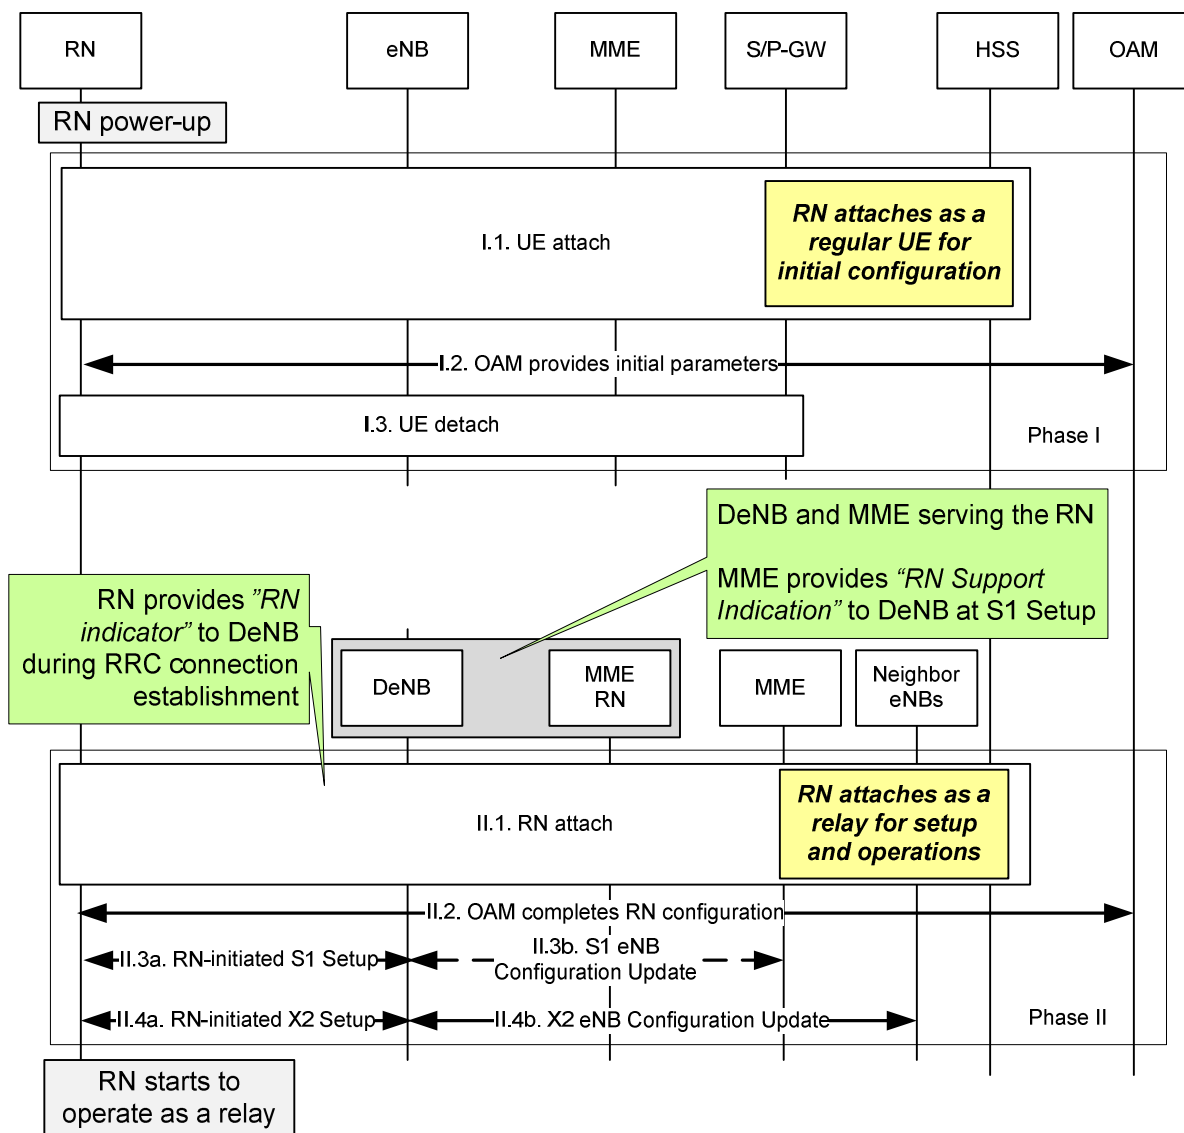 RN
eNB
MME
S/P-GW
HSS
OAM
RN power-up
I.1. UE attach
RN attaches as a
regular UE for
initial configuration
I.2. OAM provides initial parameters
I.3. UE detach
Phase I
DeNB and MME serving the RN
MME provides "RN Support
Indication" to DeNB at S1 Setup
RN provides "RN
indicator" to DeNB
during RRC connection
establishment
DeNB
MME
RN
MME
Neighbor
eNBs
II.1. RN attach
RN attaches as a
relay for setup
and operations
II.2. OAM completes RN configuration
II.3a. RN-initiated S1 Setup
II.3b. S1 eNB
Configuration Update
II.4a. RN-initiated X2 Setup
II.4b. X2 eNB Configuration Update
Phase II
RN starts to
operate as a relay